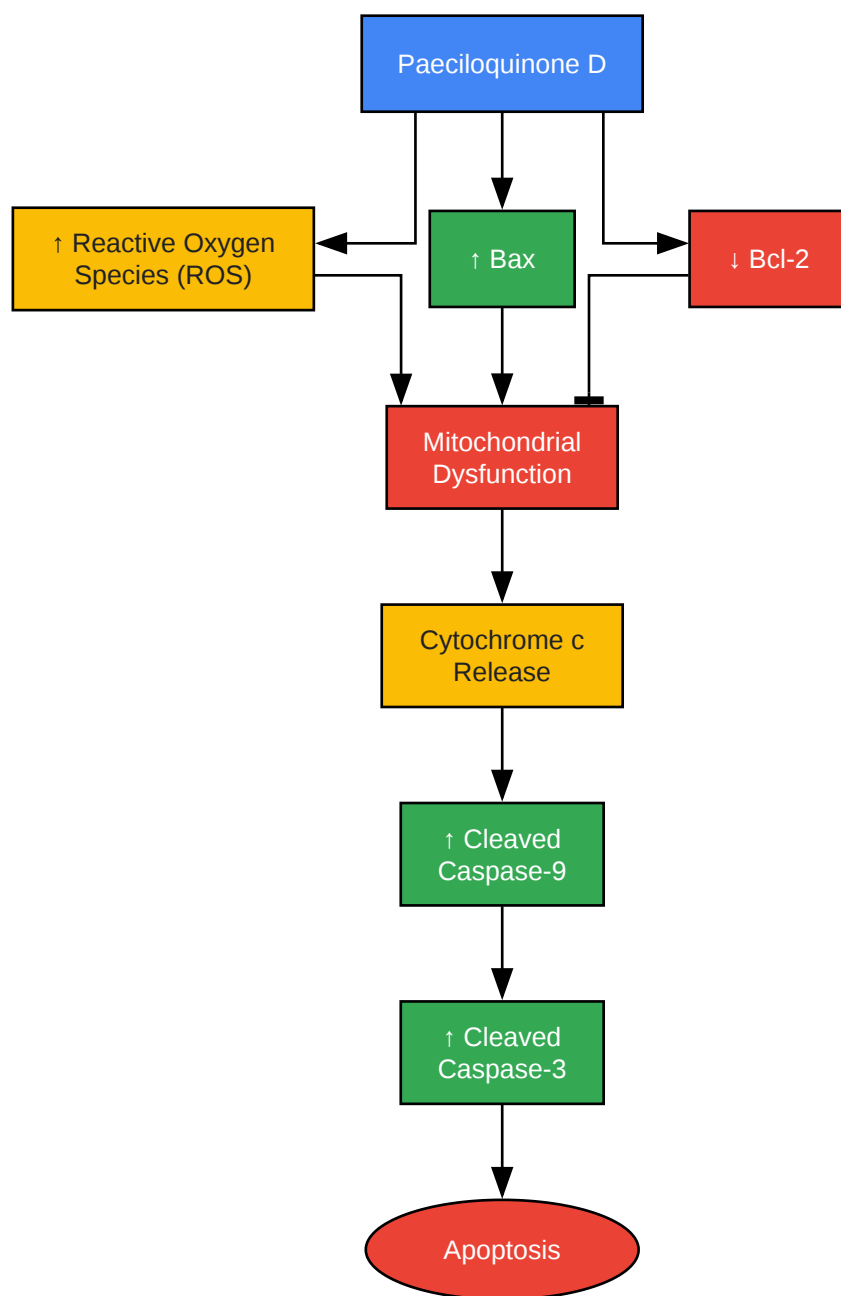 Paeciloquinone D
↑ Reactive Oxygen
Species (ROS)
↑ Bax
↓ Bcl-2
Mitochondrial
Dysfunction
Cytochrome c
Release
↑ Cleaved
Caspase-9
↑ Cleaved
Caspase-3
Apoptosis